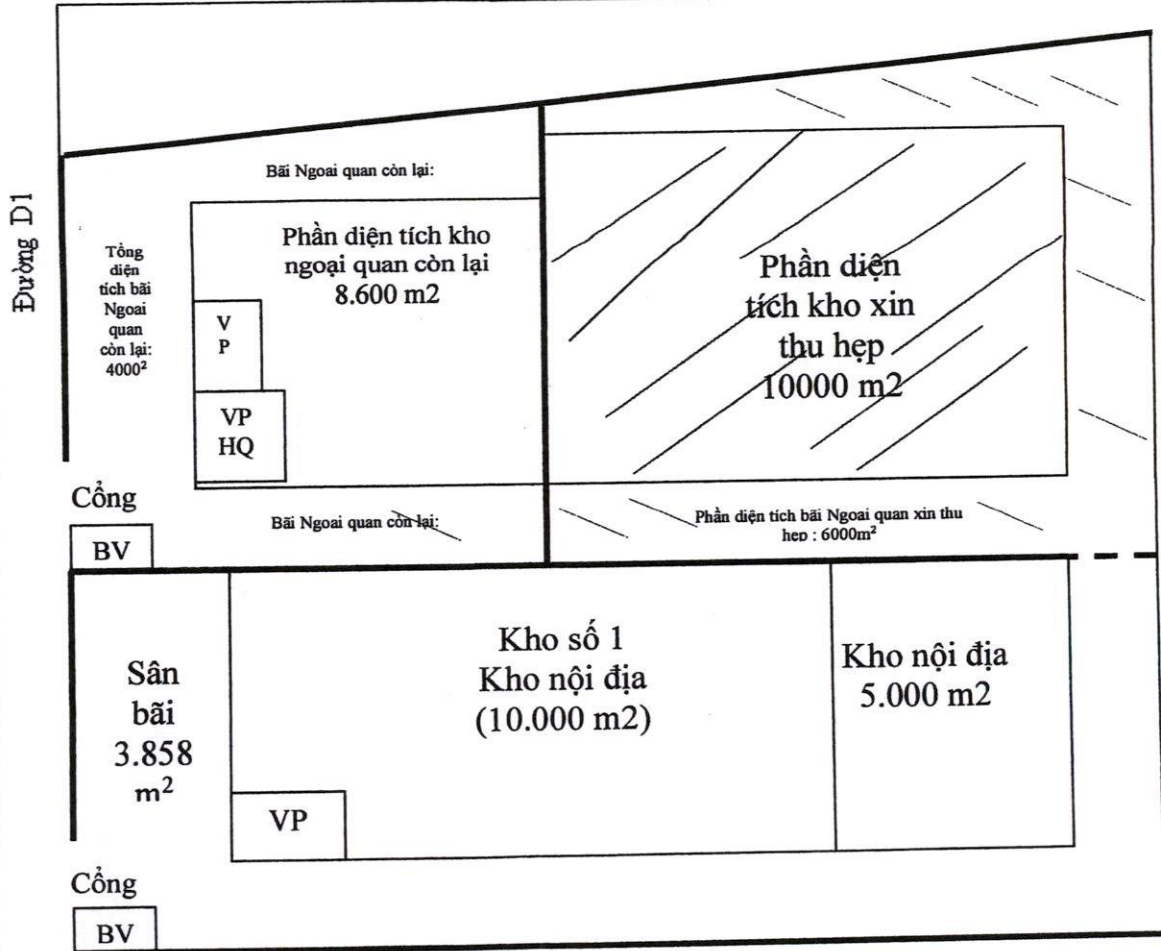 Đường D1
Bãi Ngoai quan còn lại:
Tổng
diện
tích bãi
Ngoai
quan
còn lại:
4000²
Phần diện tích kho
ngoại quan còn lại
8.600 m2
V
P
VP
HQ
Phần diện
tích kho xin
thu hẹp
10000 m2
Cổng
BV
Bãi Ngoai quan còn lại:
Phần diện tích bãi Ngoai quan xin thu
hẹp : 6000m²
Sân
bãi
3.858
m²
Kho số 1
Kho nội địa
(10.000 m2)
VP
Kho nội địa
5.000 m2
Cổng
BV